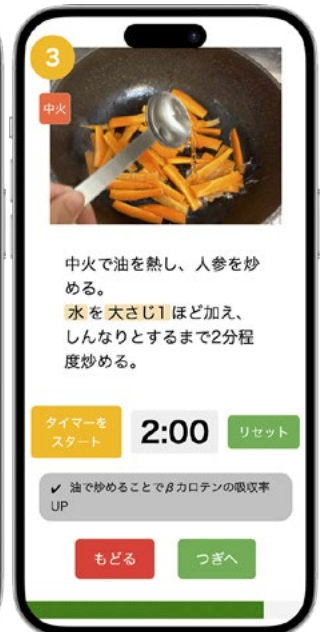 3
中火
中火で油を熱し、人参を炒
める。
水を大さじ1ほど加え、
しんなりとするまで2分程
度炒める。
タイマーを
スタート
2:00
リセット
✔ 油で炒めることでβカロテンの吸収率
UP
もどる
つぎへ